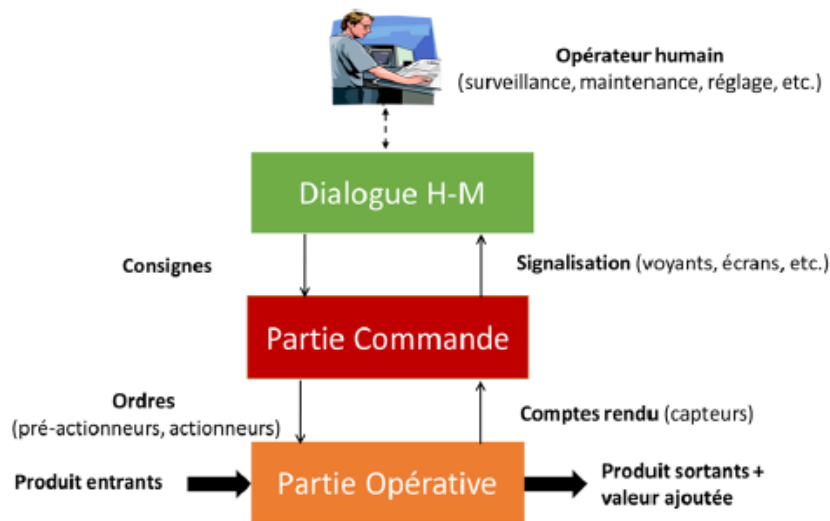 Opérateur humain
(surveillance, maintenance, réglage, etc.)
Dialogue H-M
Consignes
Signalisation (voyants, écrans, etc.)
Partie Commande
Ordres
(pré-actionneurs, actionneurs)
Comptes rendu (capteurs)
Produit entrants
Partie Opérative
Produit sortants +
valeur ajoutée